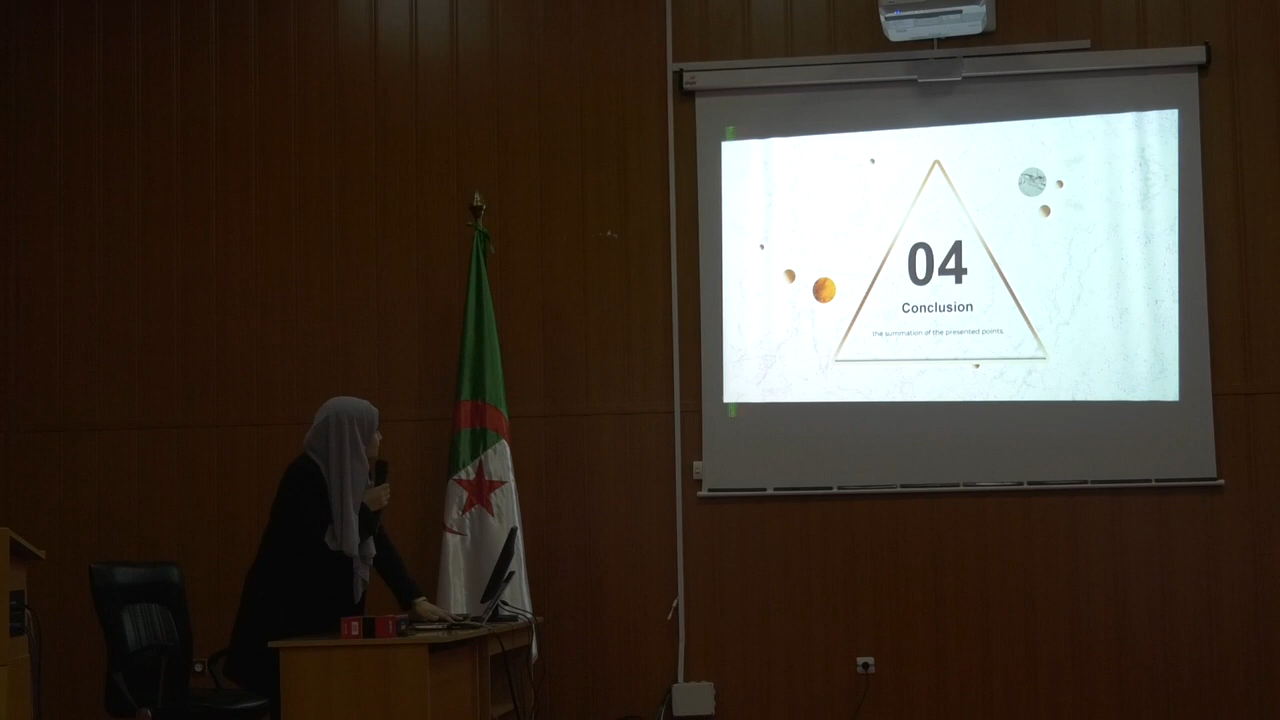 04
Conclusion
the summation of the presented points.